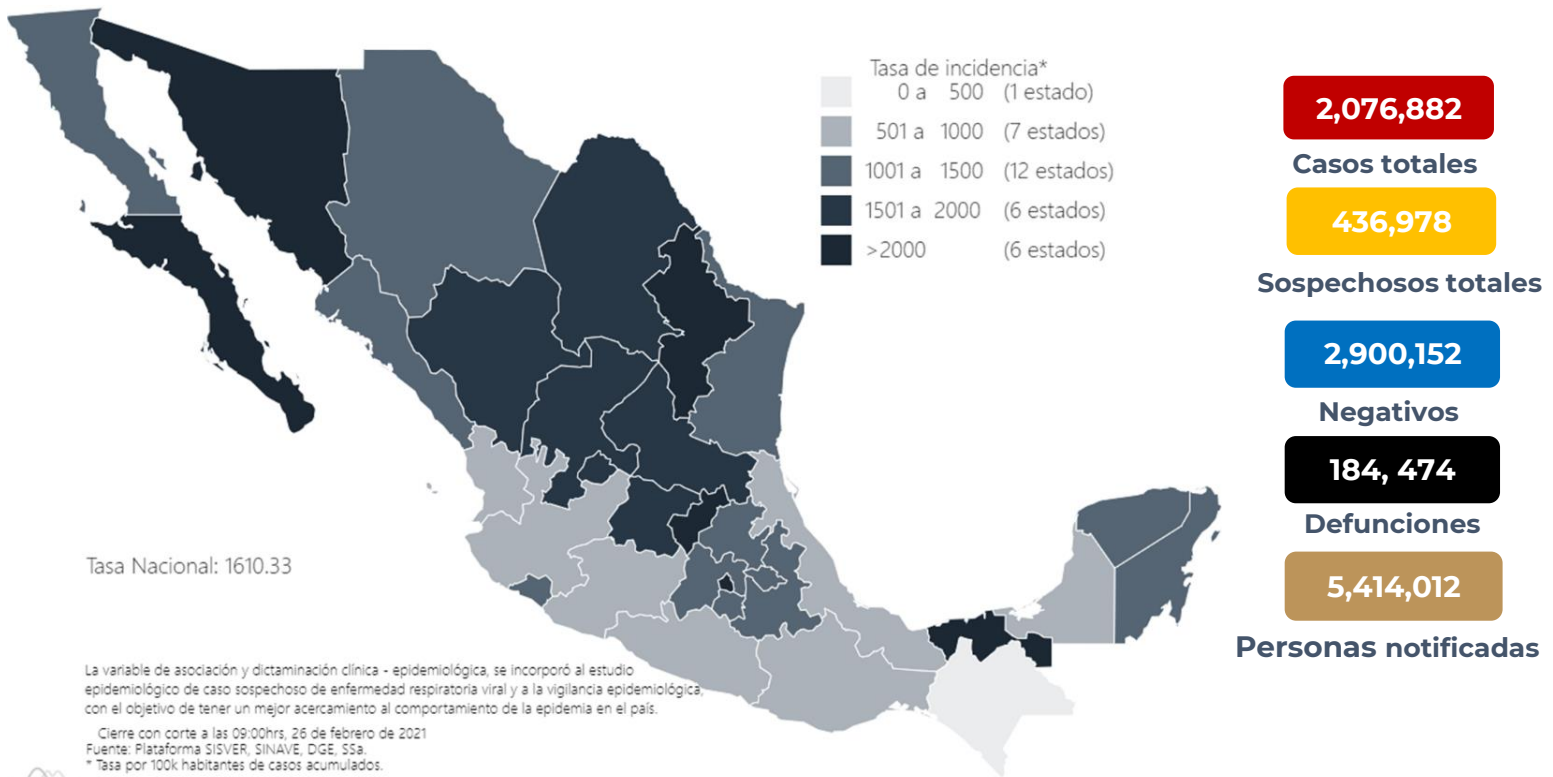 Tasa de incidencia*
0 a 500 (1 estado)
501 a 1000 (7 estados)
1001 a 1500 (12 estados)
1501 a 2000 (6 estados)
>2000 (6 estados)
2,076,882
Casos totales
436,978
Sospechosos totales
2,900,152
Negativos
184, 474
Defunciones
5,414,012
Personas notificadas
Tasa Nacional: 1610.33
La variable de asociación y dictaminación clínica - epidemiológica, se incorporó al estudio
epidemiológico de caso sospechoso de enfermedad respiratoria viral y a la vigilancia epidemiológica,
con el objetivo de tener un mejor acercamiento al comportamiento de la epidemia en el país.
Cierre con corte a las 09:00hrs, 26 de febrero de 2021
Fuente: Plataforma SISVER, SINAVE, DGE, SSa.
* Tasa por 100k habitantes de casos acumulados.